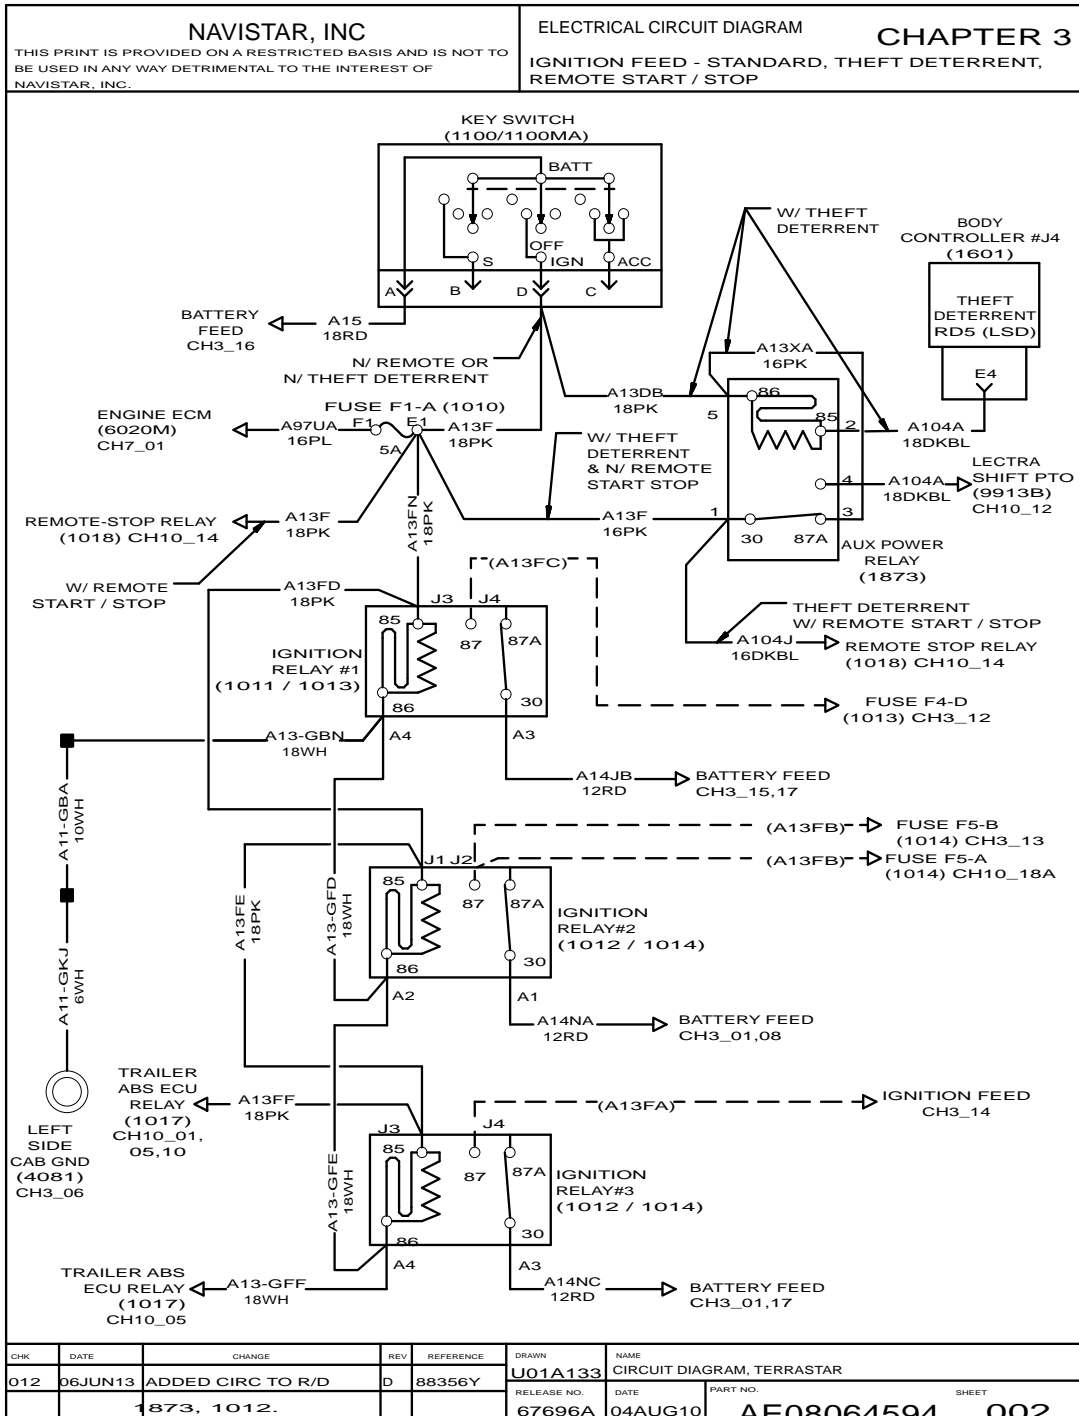 NAVISTAR, INC
THIS PRINT IS PROVIDED ON A RESTRICTED BASIS AND IS NOT TO
BE USED IN ANY WAY DETRIMENTAL TO THE INTEREST OF
NAVISTAR, INC.
ELECTRICAL CIRCUIT DIAGRAM
CHAPTER 3
IGNITION FEED - STANDARD, THEFT DETERRENT,
REMOTE START / STOP
KEY SWITCH
(1100/1100MA)
BATT
OFF
S
IGN
ACC
A
B
D
C
W/ THEFT
DETERRENT
BODY
CONTROLLER #J4
(1601)
THEFT
DETERRENT
RD5 (LSD)
E4
BATTERY
FEED
CH3_16
A15
18RD
N/ REMOTE OR
N/ THEFT DETERRENT
A13XA
16PK
A13DB
18PK
5
86
85
2
A104A
18DKBL
ENGINE ECM
(6020M)
CH7_01
A97UA
16PL
FUSE F1-A (1010)
F1
E1
5A
A13F
18PK
W/ THEFT
DETERRENT
& N/ REMOTE
START STOP
4
A104A
18DKBL
LECTRA
SHIFT PTO
(9913B)
CH10_12
REMOTE-STOP RELAY
(1018) CH10_14
A13F
18PK
A13FN
18PK
A13F
16PK
1
3
30
87A
AUX POWER
RELAY
(1873)
W/ REMOTE
START / STOP
A13FD
18PK
(A13FC)
THEFT DETERRENT
W/ REMOTE START / STOP
A104J
16DKBL
REMOTE STOP RELAY
(1018) CH10_14
J3
J4
85
87
87A
IGNITION
RELAY #1
(1011 / 1013)
86
30
FUSE F4-D
(1013) CH3_12
A13-GBN
18WH
A4
A3
A14JB
12RD
BATTERY FEED
CH3_15,17
A11-GBA
10WH
(A13FB)
FUSE F5-B
(1014) CH3_13
(A13FB)
FUSE F5-A
(1014) CH10_18A
J1
J2
85
87
87A
A13FE
18PK
A13-GFD
18WH
IGNITION
RELAY#2
(1012 / 1014)
86
30
A11-GKJ
6WH
A2
A1
A14NA
12RD
BATTERY FEED
CH3_01,08
LEFT
SIDE
CAB GND
(4081)
CH3_06
TRAILER
ABS ECU
RELAY
(1017)
CH10_01,
05,10
A13FF
18PK
(A13FA)
IGNITION FEED
CH3_14
J3
J4
85
87
87A
A13-GFE
18WH
IGNITION
RELAY#3
(1012 / 1014)
86
30
A4
A3
TRAILER ABS
ECU RELAY
(1017)
CH10_05
A13-GFF
18WH
A14NC
12RD
BATTERY FEED
CH3_01,17
CHK
DATE
CHANGE
REV
REFERENCE
012
06JUN13
ADDED CIRC TO R/D
D
88356Y
1873, 1012.
DRAWN
U01A133
NAME
CIRCUIT DIAGRAM, TERRASTAR
RELEASE NO.
67696A
DATE
04AUG10
PART NO.
AE08064594
SHEET
002